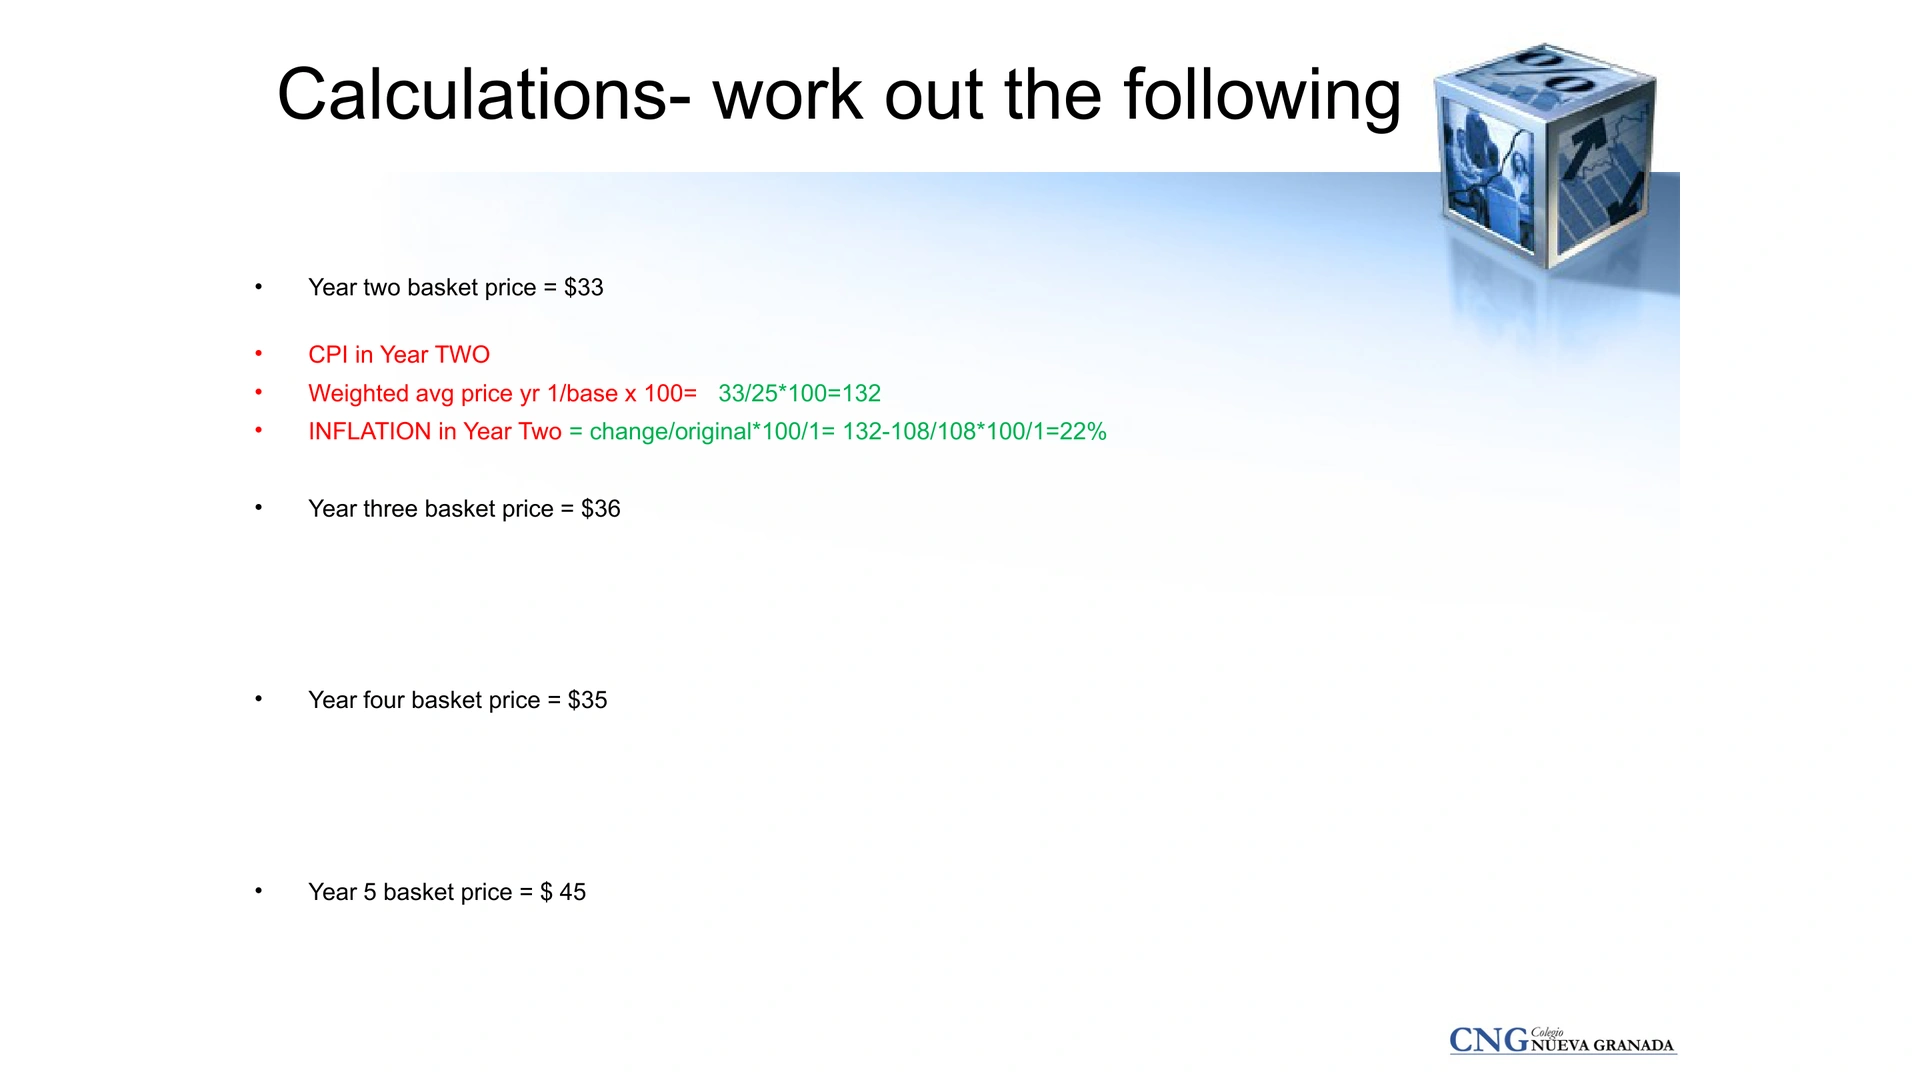 Calculations- work out the following
%
• Year two basket price = $33
• CPI in Year TWO
• Weighted avg price yr 1/base x 100= 33/25*100=132
• INFLATION in Year Two = change/original*100/1= 132-108/108*100/1=22%
• Year three basket price = $36
• Year four basket price = $35
• Year 5 basket price = $ 45
CNG Colegio
NUEVA GRANADA